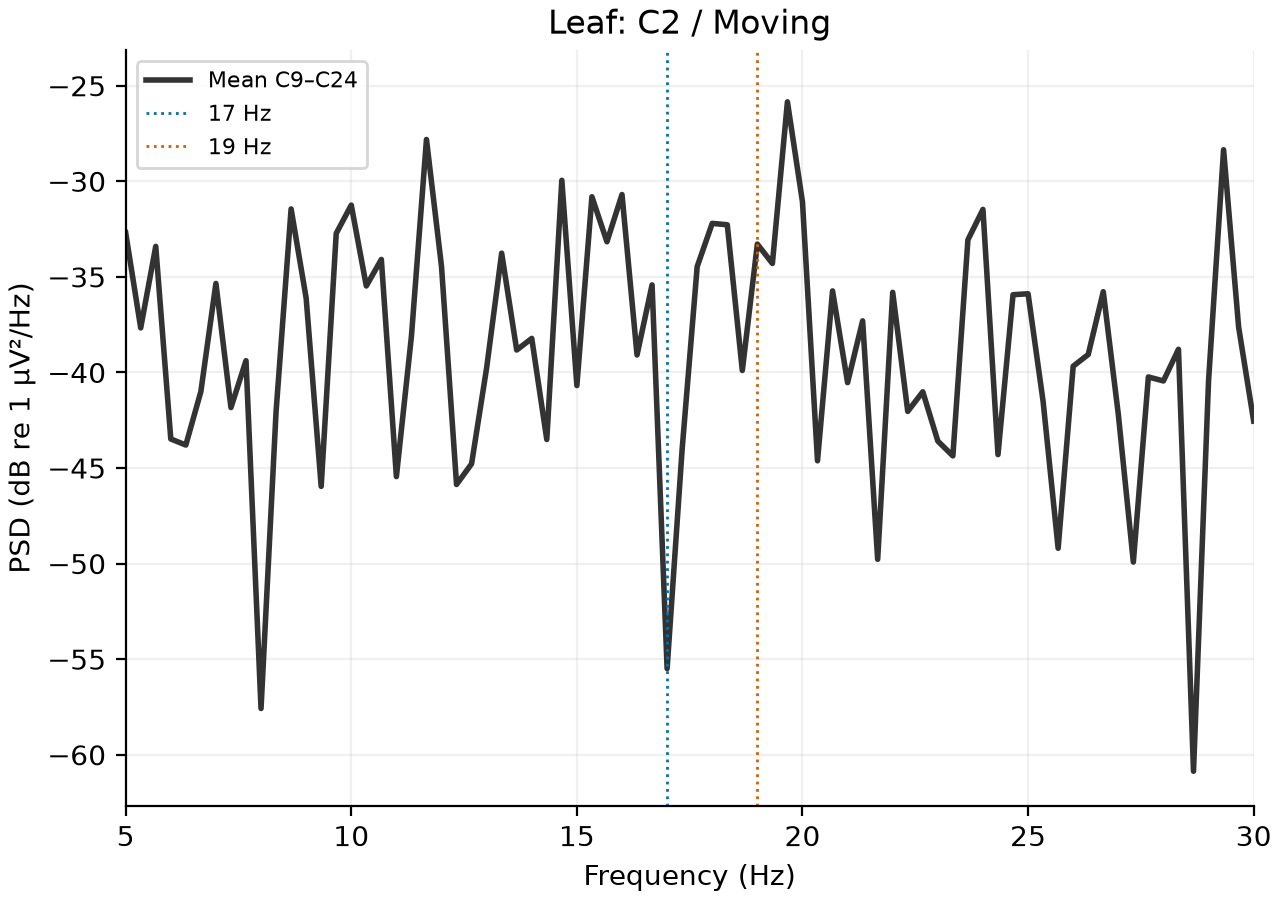 Leaf: C2 / Moving
Mean C9–C24
17 Hz
19 Hz
PSD (dB re 1 µV²/Hz)
−25
−30
−35
−40
−45
−50
−55
−60
5
10
15
20
25
30
Frequency (Hz)